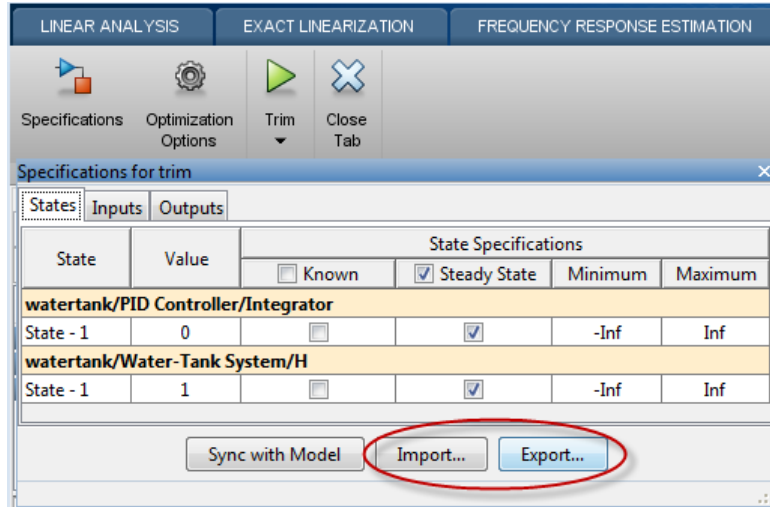 LINEAR ANALYSIS EXACT LINEARIZATION FREQUENCY RESPONSE ESTIMATION
Specifications Optimization Options Trim Close Tab
Specifications for trim
States Inputs Outputs
State Value State Specifications
Known Steady State Minimum Maximum
watertank/PID Controller/Integrator
State - 1 0 -Inf Inf
watertank/Water-Tank System/H
State - 1 1 -Inf Inf
Sync with Model Import... Export...